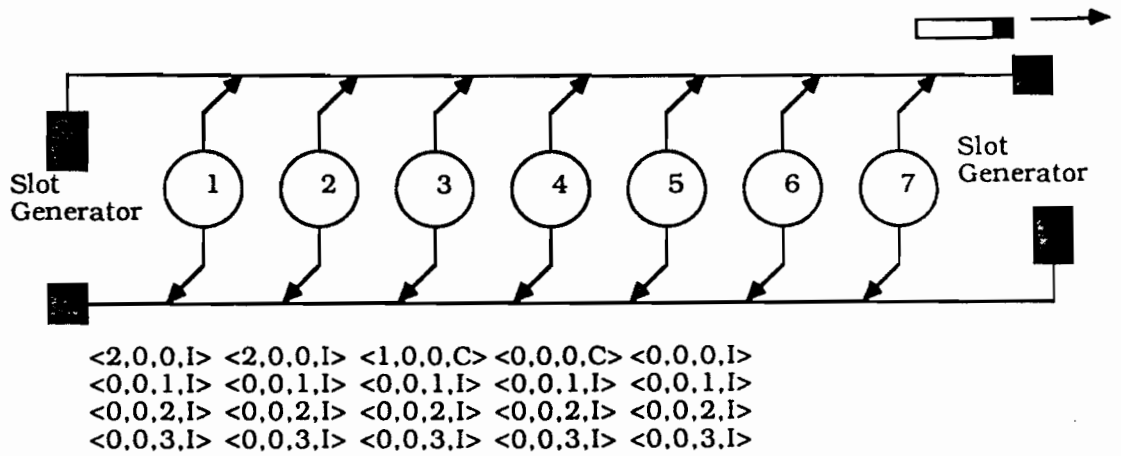 Slot
Generator
1 2 3 4 5 6 7
Slot
Generator
<2,0,0,I> <2,0,0,I> <1,0,0,C> <0,0,0,C> <0,0,0,I>
<0,0,1,I> <0,0,1,I> <0,0,1,I> <0,0,1,I> <0,0,1,I>
<0,0,2,I> <0,0,2,I> <0,0,2,I> <0,0,2,I> <0,0,2,I>
<0,0,3,I> <0,0,3,I> <0,0,3,I> <0,0,3,I> <0,0,3,I>